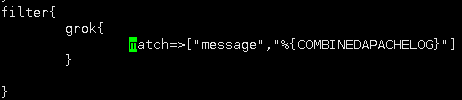 filter{
grok{
match=>["message","%{COMBINEDAPACHELOG}"]
}
}